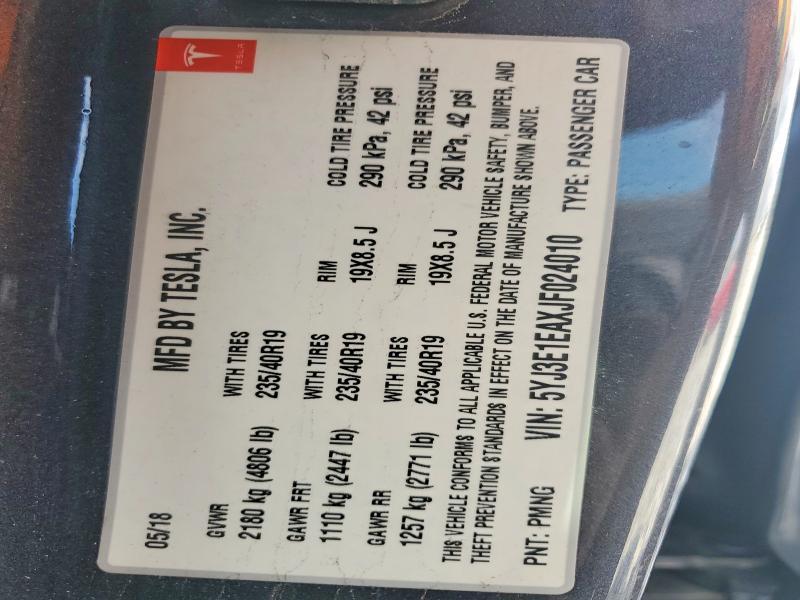 TESLA
MFD BY TESLA, INC.
05/18
GVWR WITH TIRES RIM COLD TIRE PRESSURE
2180 kg (4806 lb) 235/40R19 19X8.5 J 290 kPa, 42 psi
GAWR FRT WITH TIRES RIM COLD TIRE PRESSURE
1110 kg (2447 lb) 235/40R19 19X8.5 J 290 kPa, 42 psi
GAWR RR WITH TIRES
1257 kg (2771 lb) 235/40R19
THIS VEHICLE CONFORMS TO ALL APPLICABLE U.S. FEDERAL MOTOR VEHICLE SAFETY, BUMPER, AND
THEFT PREVENTION STANDARDS IN EFFECT ON THE DATE OF MANUFACTURE SHOWN ABOVE.
PNT: PMNG VIN: 5YJ3E1EAXJF024010 TYPE: PASSENGER CAR